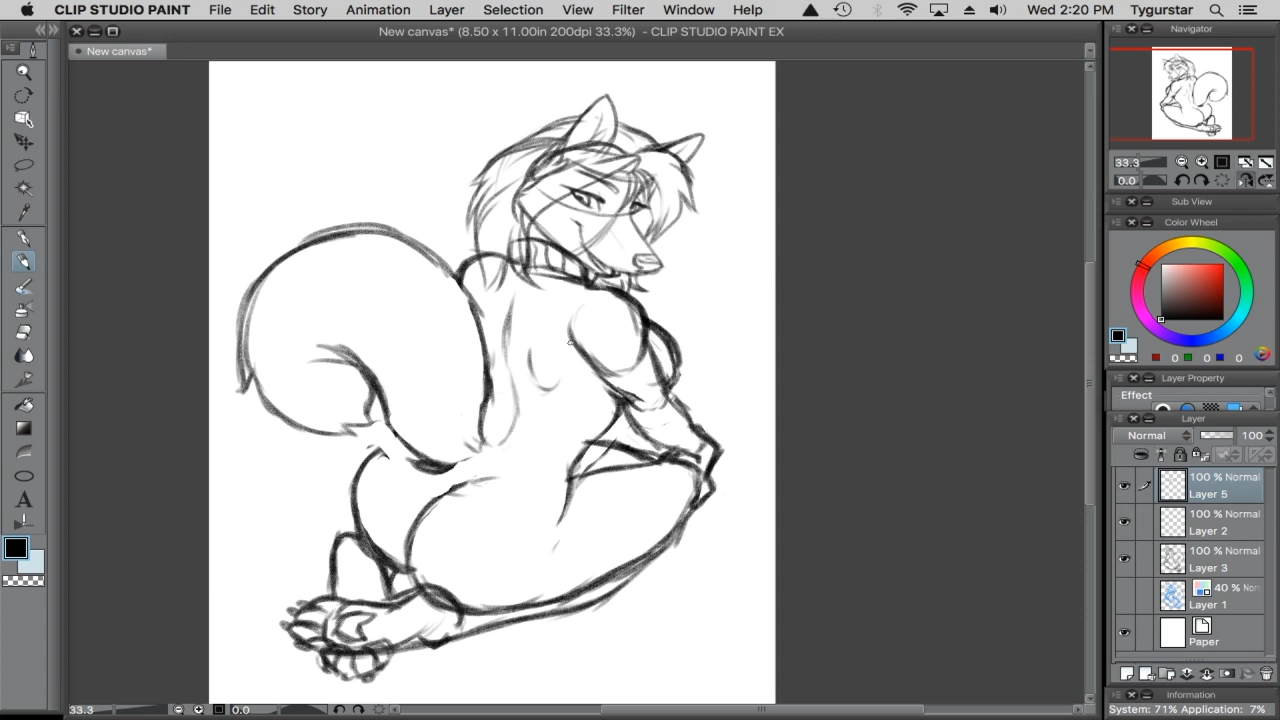 CLIP STUDIO PAINT File Edit Story Animation Layer Selection View Filter Window Help Wed 2:20 PM Tygurstar
New canvas* (8.50 x 11.00in 200dpi 33.3%) - CLIP STUDIO PAINT EX
New canvas*
Navigator
33.3
0.0
Sub View
Color Wheel
0 0 0
Layer Property
Effect
Layer
Normal 100
100 % Normal
Layer 5
100 % Normal
Layer 2
100 % Normal
Layer 3
40 % Nor
Layer 1
Paper
Information
System: 71% Application: 7%
33.3 0.0